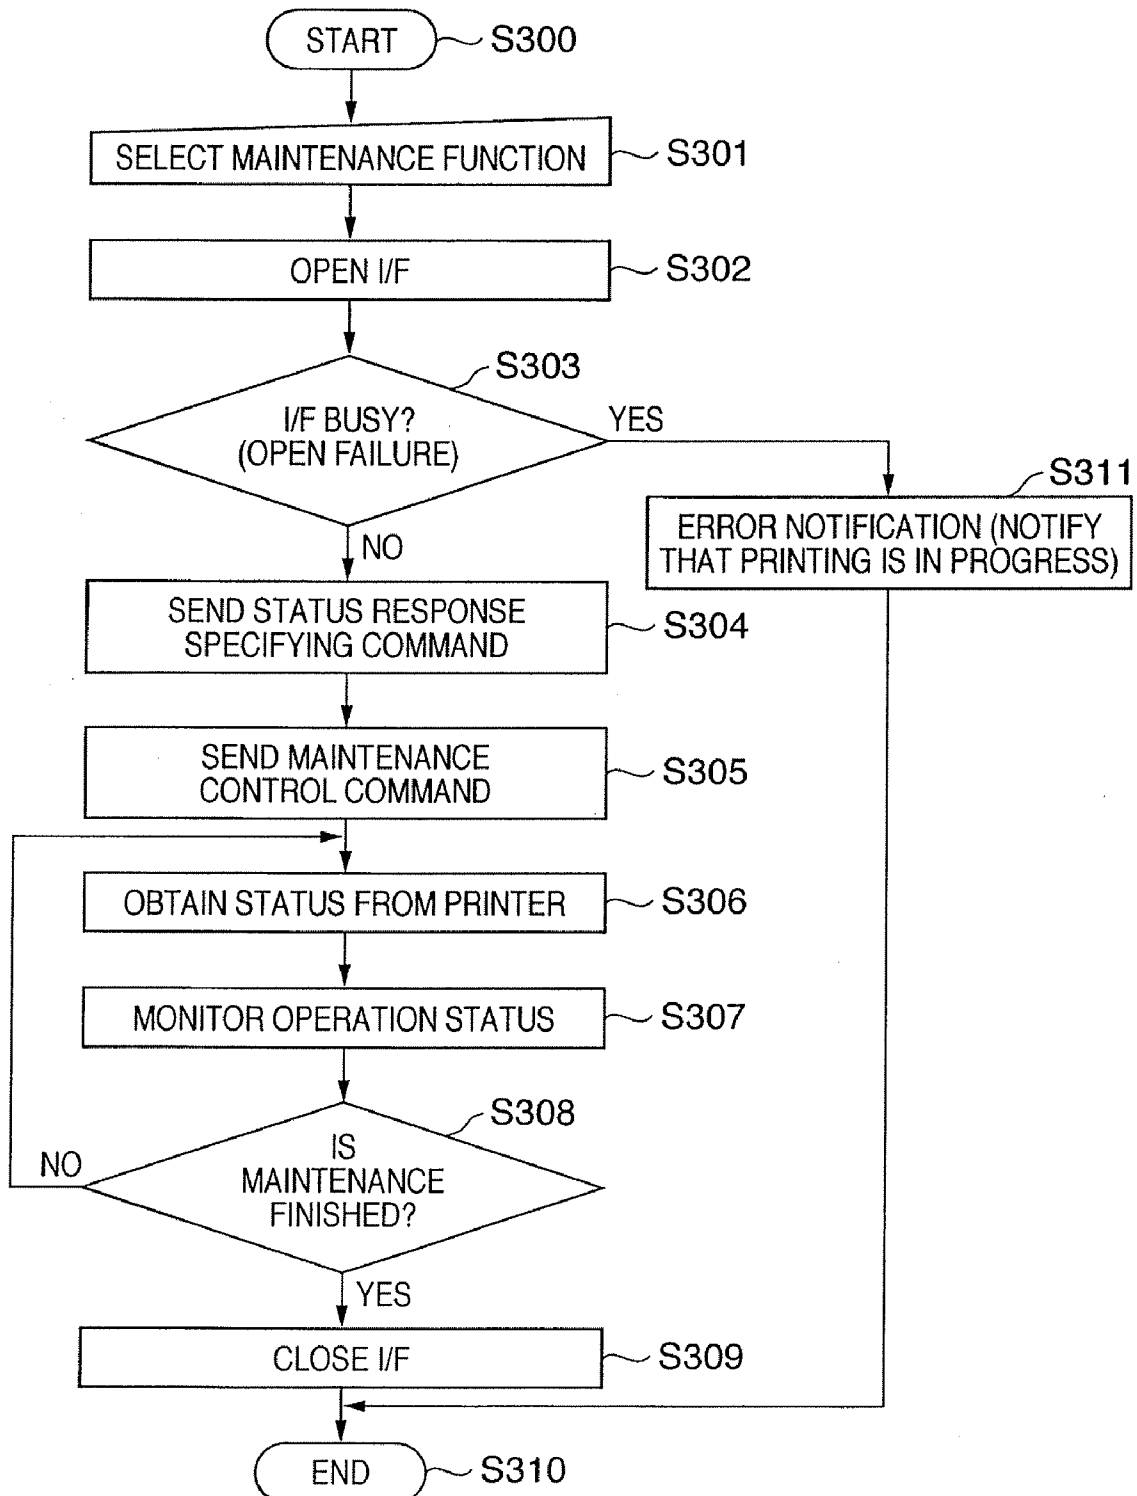 START
S300
SELECT MAINTENANCE FUNCTION
S301
OPEN I/F
S302
S303
I/F BUSY?
(OPEN FAILURE)
YES
S311
ERROR NOTIFICATION (NOTIFY
THAT PRINTING IS IN PROGRESS)
NO
SEND STATUS RESPONSE
SPECIFYING COMMAND
S304
SEND MAINTENANCE
CONTROL COMMAND
S305
OBTAIN STATUS FROM PRINTER
S306
MONITOR OPERATION STATUS
S307
S308
IS
MAINTENANCE
FINISHED?
NO
YES
CLOSE I/F
S309
END
S310